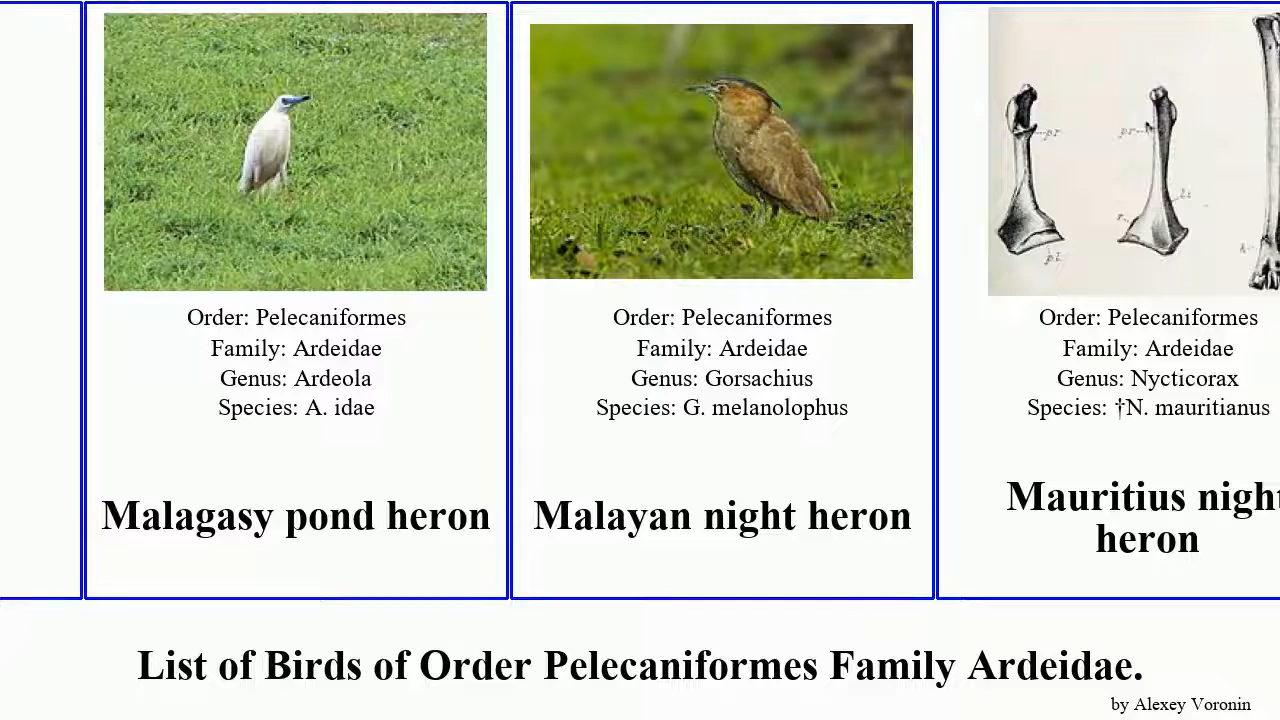 Order: Pelecaniformes
Family: Ardeidae
Genus: Ardeola
Species: A. idae
Malagasy pond heron
Order: Pelecaniformes
Family: Ardeidae
Genus: Gorsachius
Species: G. melanolophus
Malayan night heron
Order: Pelecaniformes
Family: Ardeidae
Genus: Nycticorax
Species: †N. mauritianus
Mauritius night
heron
List of Birds of Order Pelecaniformes Family Ardeidae.
by Alexey Voronin